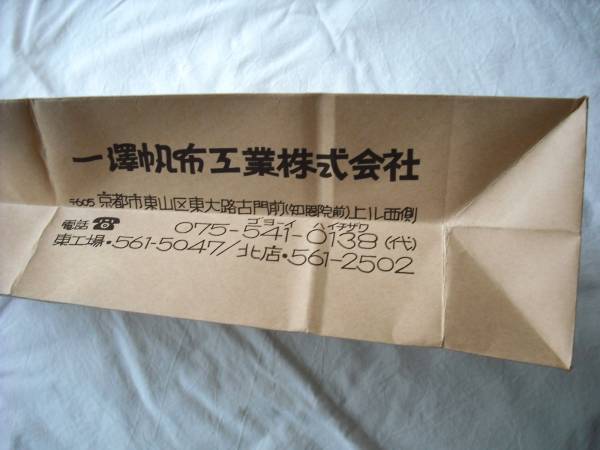 一澤帆布工業株式会社
〒605 京都市東山区東大路古門前(知恩院前)上ル西側
ゴヨーイ ハイチザワ
電話☎ 075-541-0138(代)
東工場・561-5047/北店・561-2502